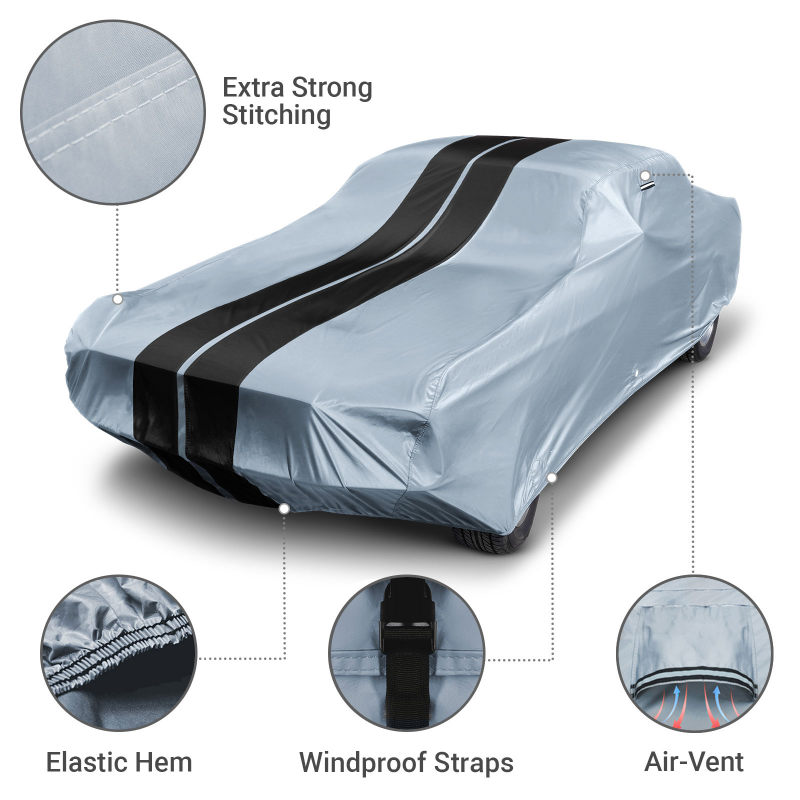 Extra Strong
Stitching
Elastic Hem
Windproof Straps
Air-Vent